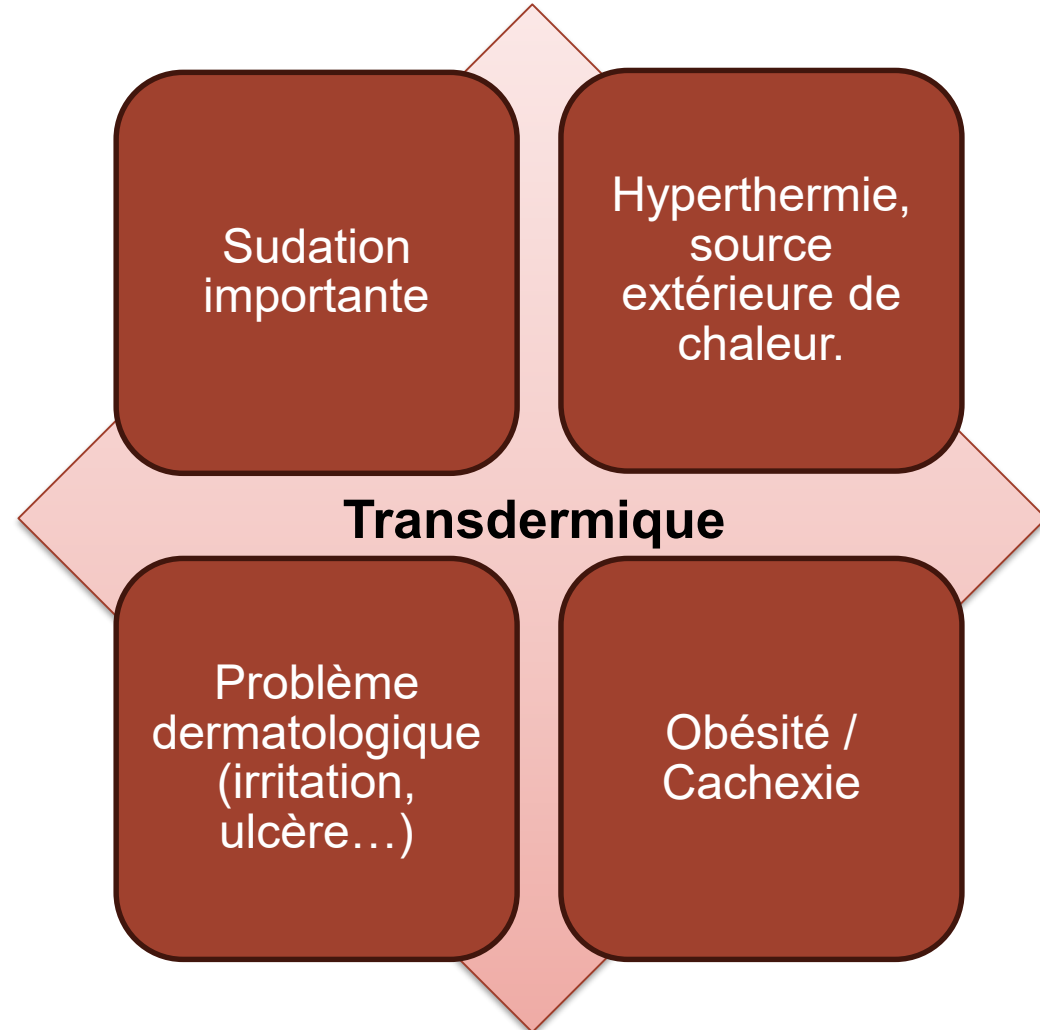 Sudation
importante
Hyperthermie,
source
extérieure de
chaleur.
Transdermique
Problème
dermatologique
(irritation,
ulcère…)
Obésité /
Cachexie